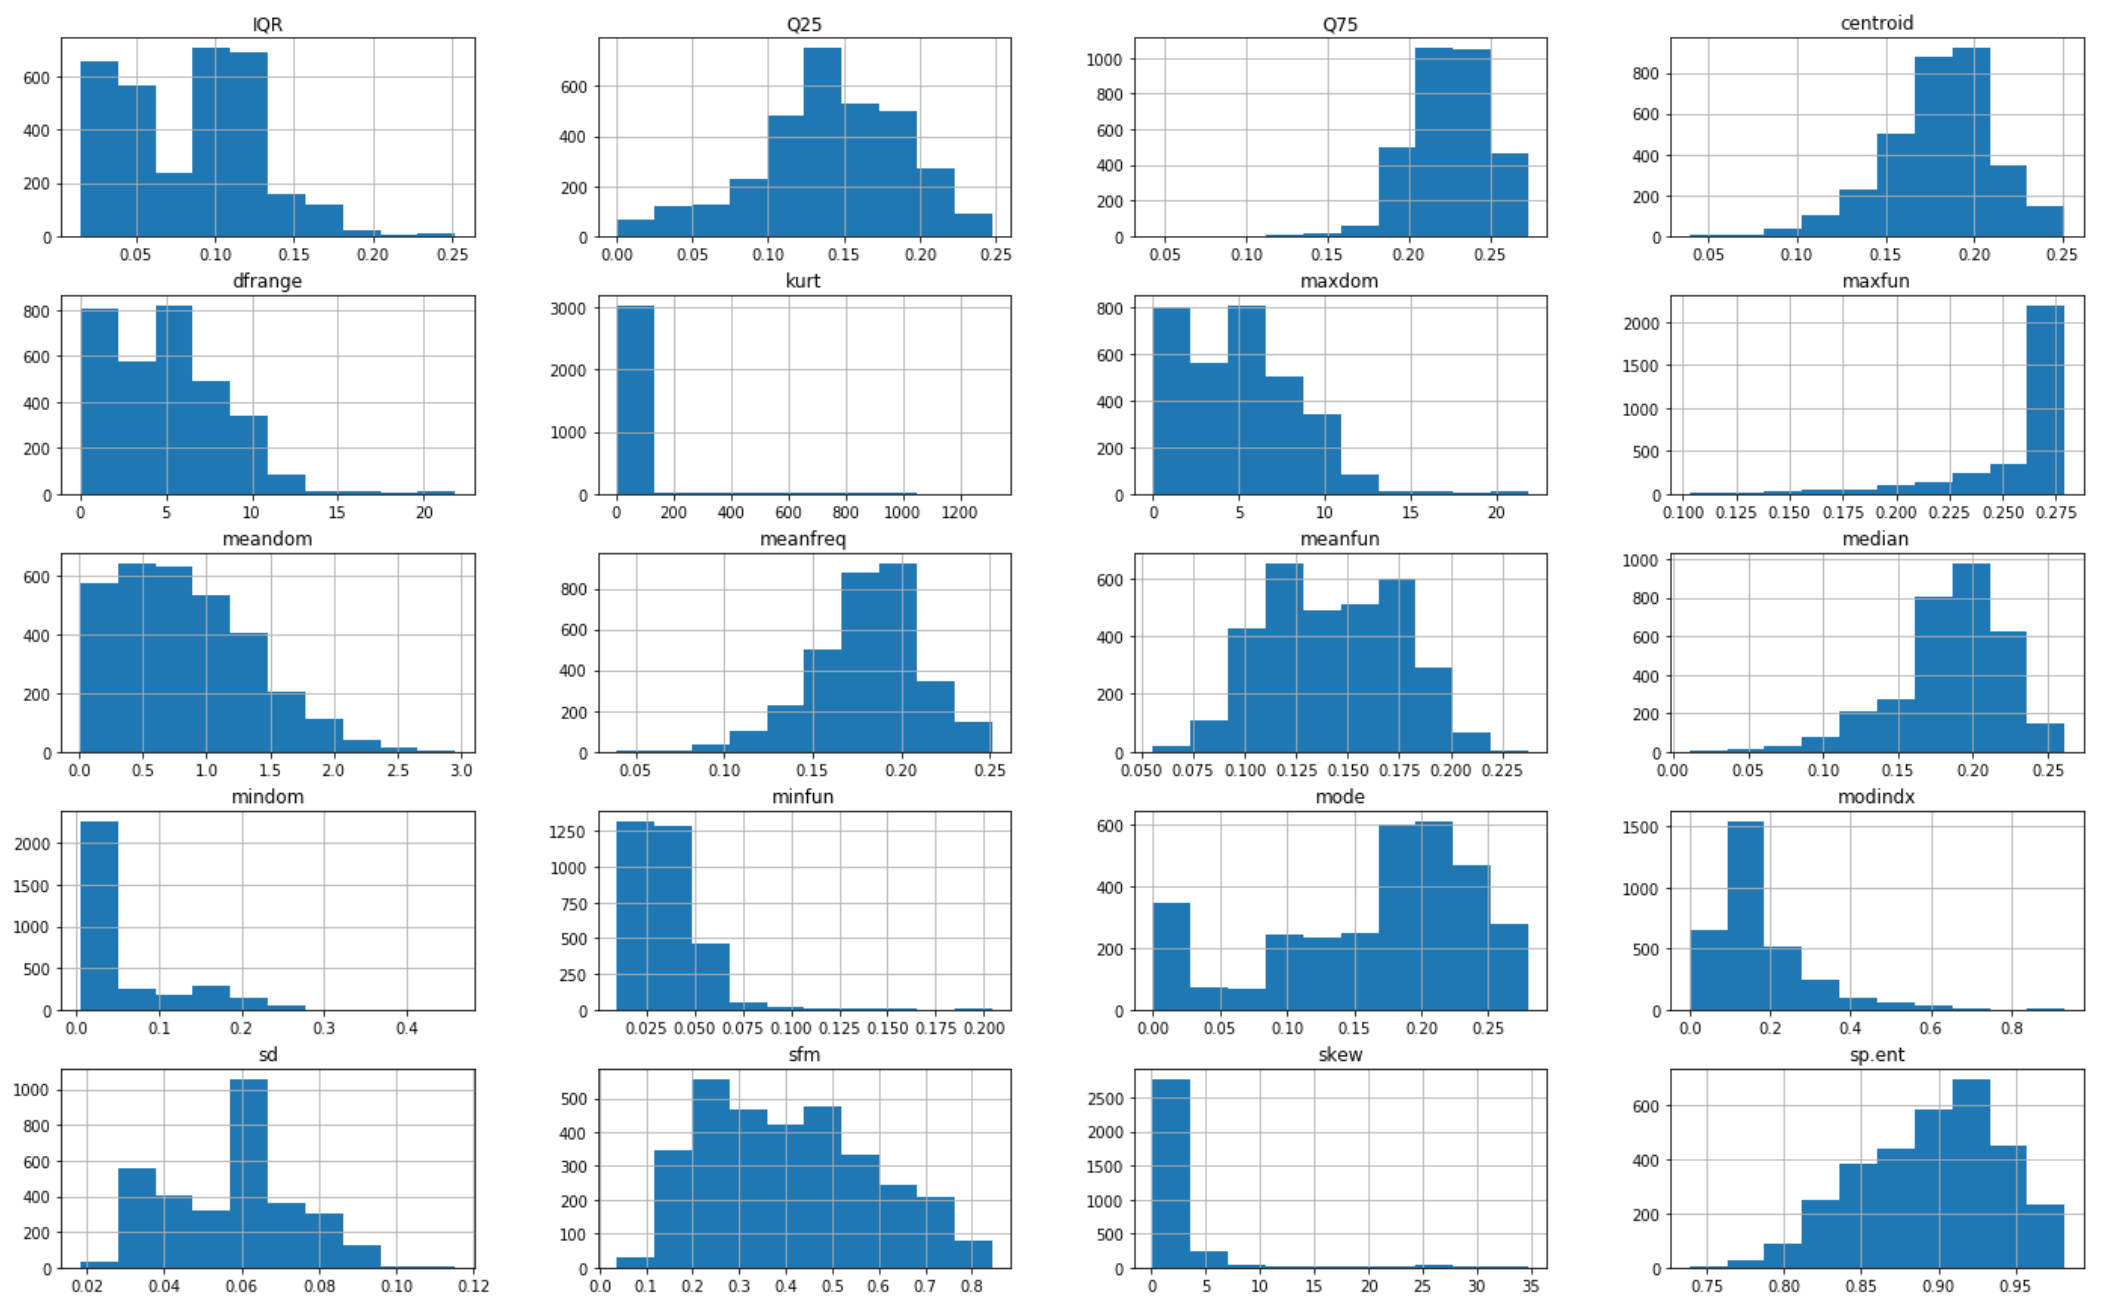 IQR Q25 Q75 centroid
600 400 200 0 600 400 200 0 1000 800 600 400 200 0 800 600 400 200 0
0.05 0.10 0.15 0.20 0.25 0.00 0.05 0.10 0.15 0.20 0.25 0.05 0.10 0.15 0.20 0.25 0.05 0.10 0.15 0.20 0.25
dfrange kurt maxdom maxfun
800 600 400 200 0 3000 2000 1000 0 800 600 400 200 0 2000 1500 1000 500 0
0 5 10 15 20 0 200 400 600 800 1000 1200 0 5 10 15 20 0.100 0.125 0.150 0.175 0.200 0.225 0.250 0.275
meandom meanfreq meanfun median
600 400 200 0 800 600 400 200 0 600 400 200 0 1000 800 600 400 200 0
0.0 0.5 1.0 1.5 2.0 2.5 3.0 0.05 0.10 0.15 0.20 0.25 0.050 0.075 0.100 0.125 0.150 0.175 0.200 0.225 0.00 0.05 0.10 0.15 0.20 0.25
mindom minfun mode modindx
2000 1500 1000 500 0 1250 1000 750 500 250 0 600 400 200 0 1500 1000 500 0
0.0 0.1 0.2 0.3 0.4 0.025 0.050 0.075 0.100 0.125 0.150 0.175 0.200 0.00 0.05 0.10 0.15 0.20 0.25 0.0 0.2 0.4 0.6 0.8
sd sfm skew sp.ent
1000 800 600 400 200 0 500 400 300 200 100 0 2500 2000 1500 1000 500 0 600 400 200 0
0.02 0.04 0.06 0.08 0.10 0.12 0.0 0.1 0.2 0.3 0.4 0.5 0.6 0.7 0.8 0 5 10 15 20 25 30 35 0.75 0.80 0.85 0.90 0.95